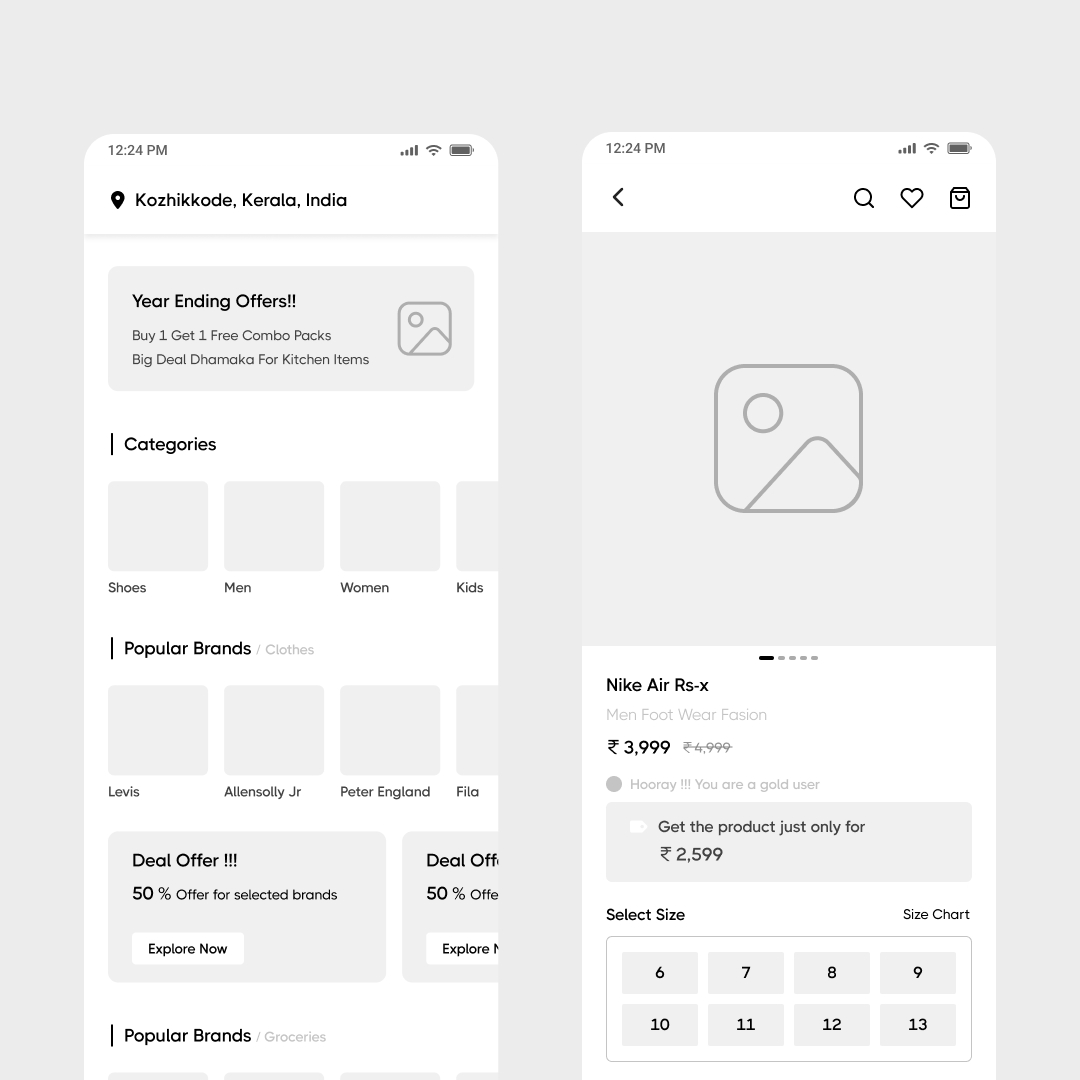 12:24 PM
Kozhikkode, Kerala, India
Year Ending Offers!!
Buy 1 Get 1 Free Combo Packs
Big Deal Dhamaka For Kitchen Items
Categories
Shoes Men Women Kids
Popular Brands / Clothes
Levis Allensolly Jr Peter England Fila
Deal Offer !!!
50 % Offer for selected brands
Explore Now
Deal Off
50 % Offe
Explore N
Popular Brands / Groceries
12:24 PM
Nike Air Rs-x
Men Foot Wear Fasion
₹ 3,999 ₹ 4,999
Hooray !!! You are a gold user
Get the product just only for
₹ 2,599
Select Size Size Chart
6 7 8 9
10 11 12 13